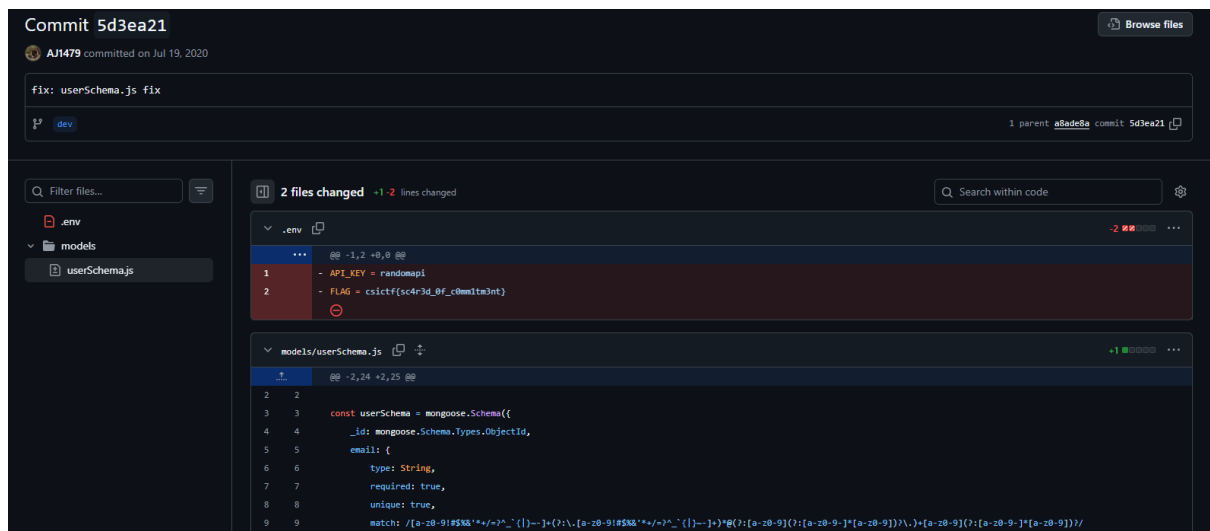 Commit 5d3ea21
Browse files
AJ1479 committed on Jul 19, 2020
fix: userSchema.js fix
dev
1 parent a8ade8a commit 5d3ea21
Filter files...
.env
models
userSchema.js
2 files changed +1 -2 lines changed
Search within code
.env
-2
@@ -1,2 +0,0 @@
1 - API_KEY = randomapi
2 - FLAG = csictf{sc4r3d_0f_c0mm1tm3nt}
models/userSchema.js
+1
@@ -2,24 +2,25 @@
2 2
3 3 const userSchema = mongoose.Schema({
4 4 _id: mongoose.Schema.Types.ObjectId,
5 5 email: {
6 6 type: String,
7 7 required: true,
8 8 unique: true,
9 9 match: /[a-z0-9!#$%&'*+/=?^_`{|}~-]+(?:\.[a-z0-9!#$%&'*+/=?^_`{|}~-]+)*@(?:[a-z0-9](?:[a-z0-9-]*[a-z0-9])?\.)+[a-z0-9](?:[a-z0-9-]*[a-z0-9])?/